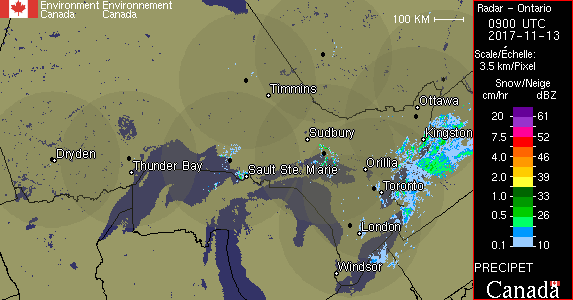 Environment Environnement
Canada Canada
100 KM
Timmins
Ottawa
Sudbury
Kingston
Dryden
Thunder Bay
Sault Ste. Marie
Orillia
Toronto
London
Windsor
Radar - Ontario
0900 UTC
2017-11-13
Scale/Échelle:
3.5 km/Pixel
Snow/Neige
cm/hr dBZ
20 61
7.5 52
4.0 46
2.0 39
1.0 33
0.5 26
0.1 10
PRECIPET
Canada